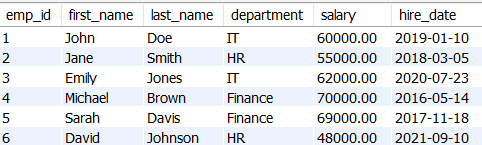 emp_id first_name last_name department salary hire_date
1 John Doe IT 60000.00 2019-01-10
2 Jane Smith HR 55000.00 2018-03-05
3 Emily Jones IT 62000.00 2020-07-23
4 Michael Brown Finance 70000.00 2016-05-14
5 Sarah Davis Finance 69000.00 2017-11-18
6 David Johnson HR 48000.00 2021-09-10